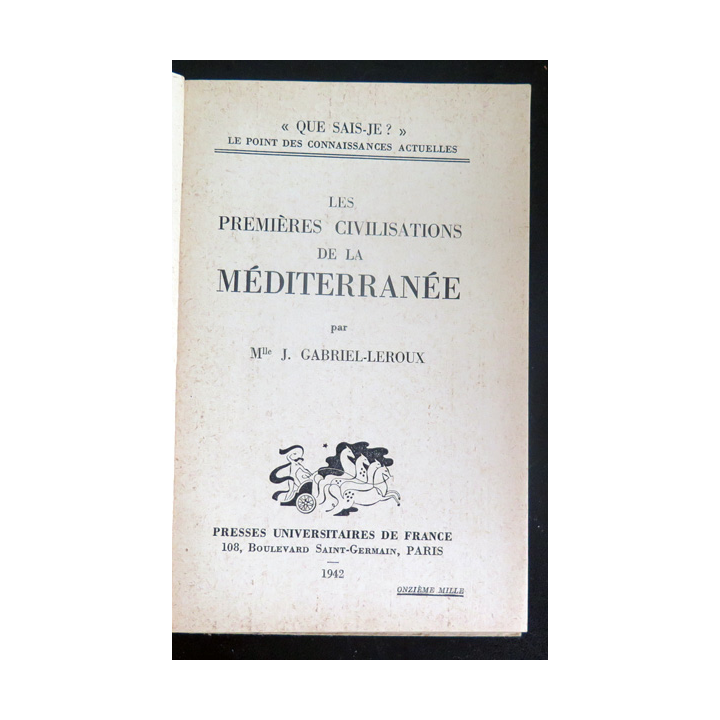 « QUE SAIS-JE ? »
LE POINT DES CONNAISSANCES ACTUELLES
LES
PREMIÈRES CIVILISATIONS
DE LA
MÉDITERRANÉE
par
Mlle J. GABRIEL-LEROUX
PRESSES UNIVERSITAIRES DE FRANCE
108, BOULEVARD SAINT-GERMAIN, PARIS
—
1942
ONZIÈME MILLE